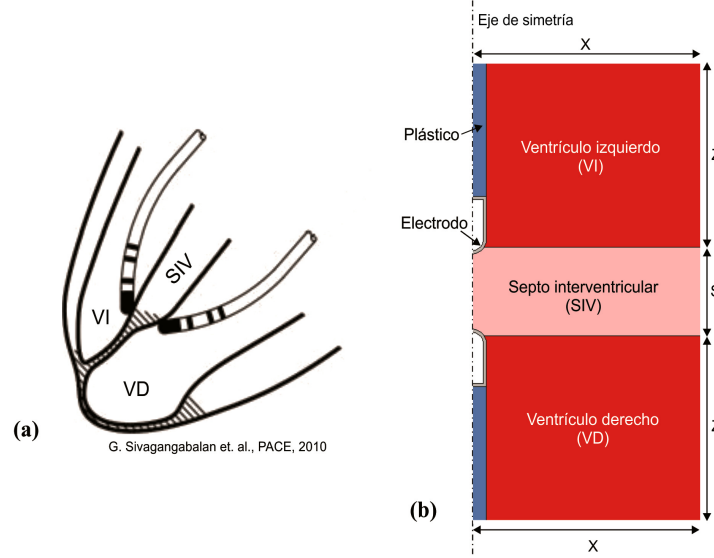 SIV
VI
VD
(a)
G. Sivagangabalan et. al., PACE, 2010
Eje de simetría
X
Plástico
Ventrículo izquierdo
(VI)
Z
Electrodo
Septo interventricular
(SIV)
S
Ventrículo derecho
(VD)
Z
(b)
X